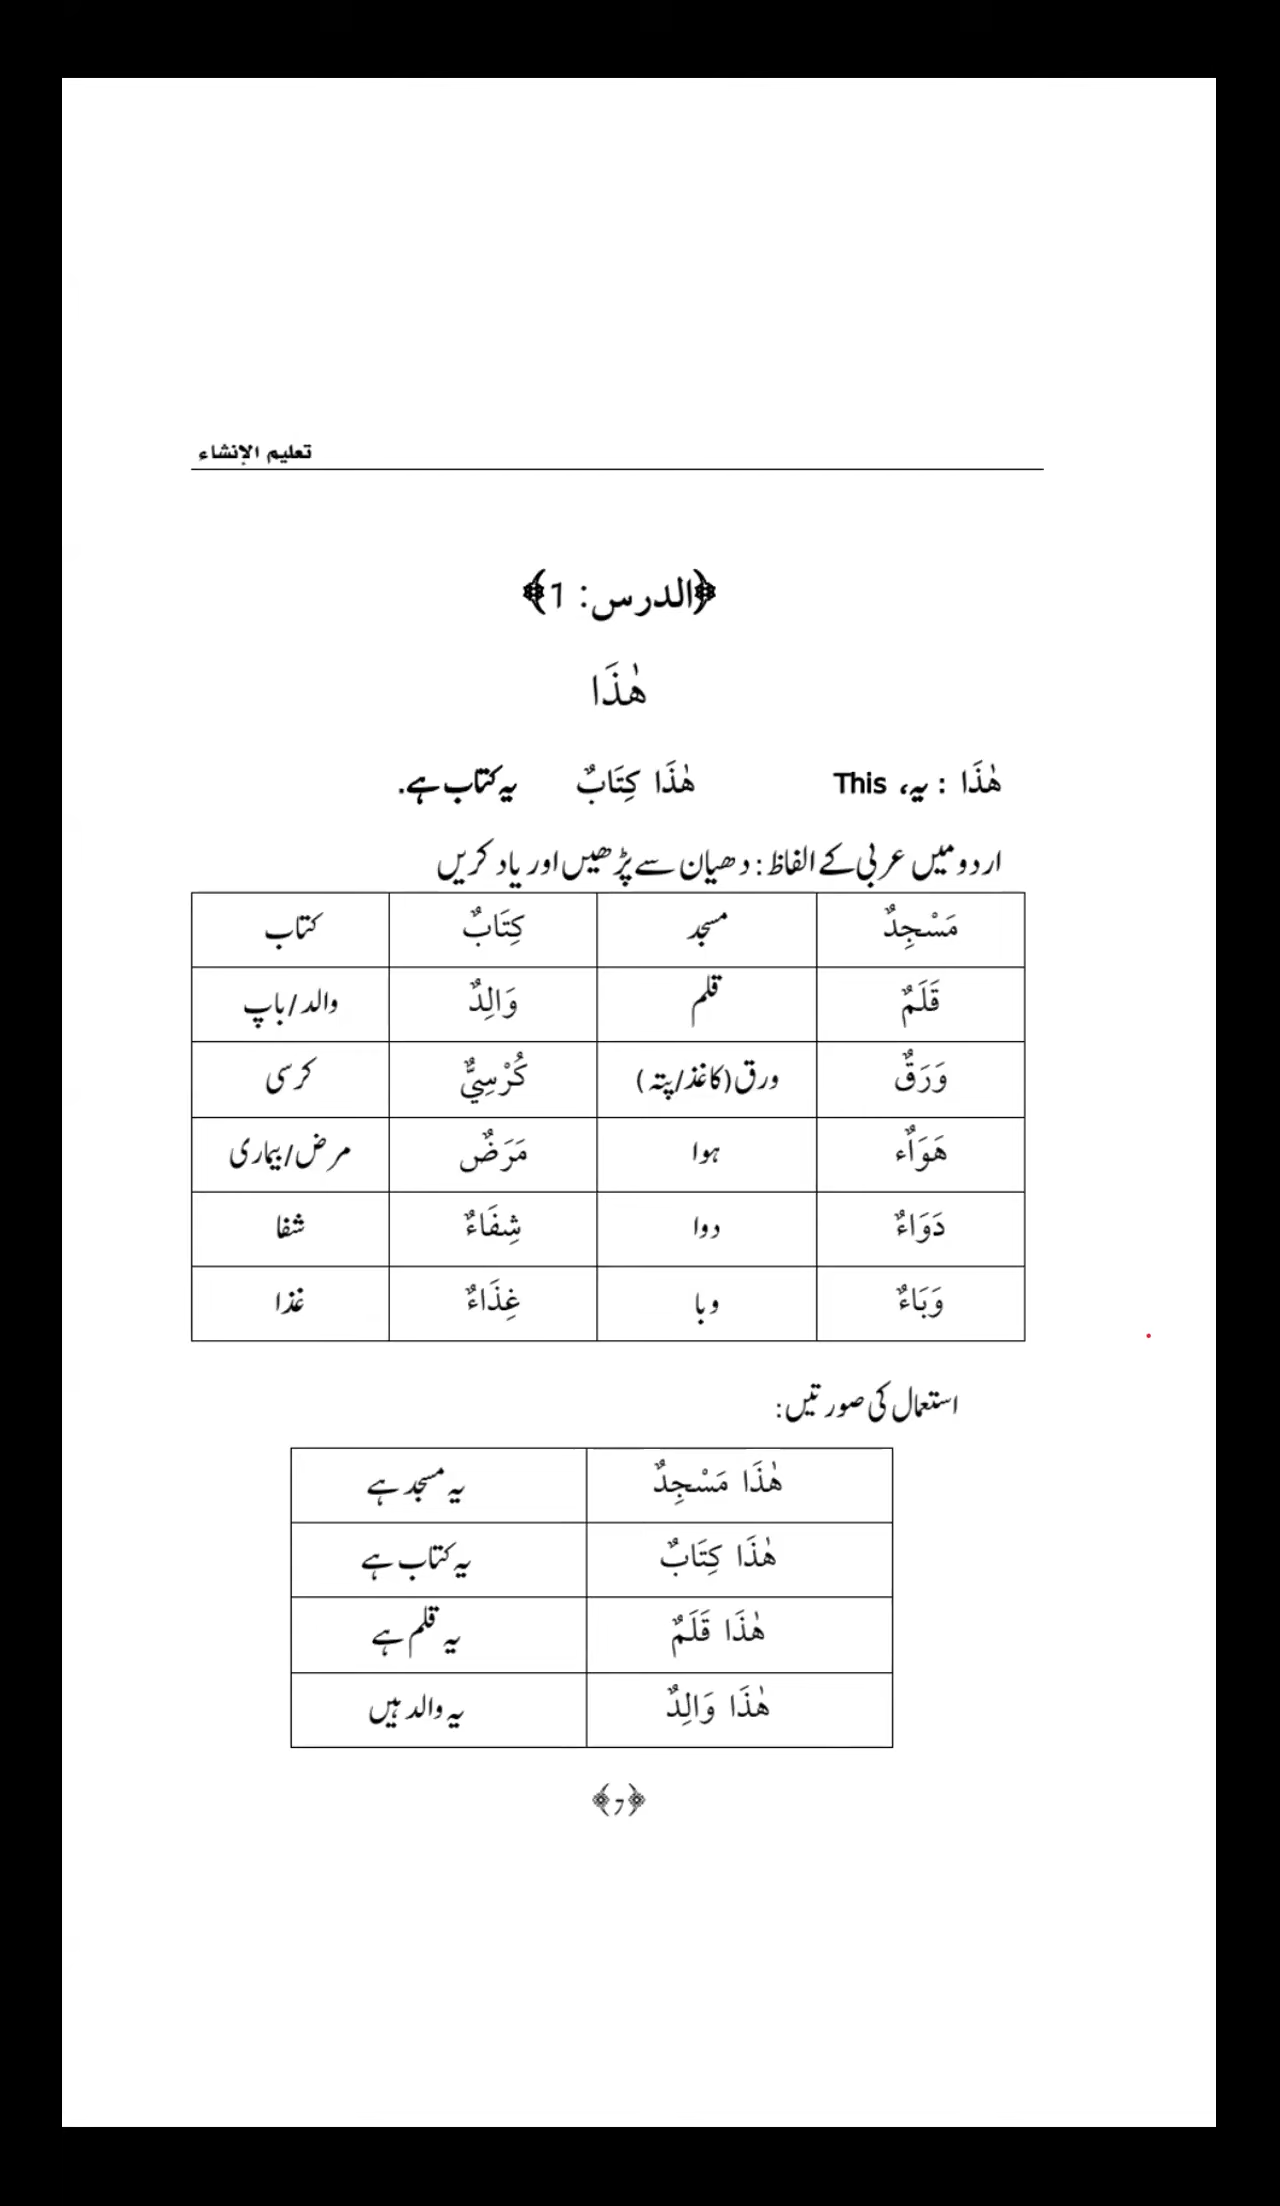 تعليم الإنشاء
﴿الدرس: 1﴾
هٰذَا
هٰذَا : یہ، This هٰذَا كِتَابٌ یہ کتاب ہے.
اردو میں عربی کے الفاظ: دھیان سے پڑھیں اور یاد کریں
مَسْجِدٌ مسجد كِتَابٌ کتاب
قَلَمٌ قلم وَالِدٌ والد/باپ
وَرَقٌ ورق(کاغذ/پتہ) كُرْسِيٌّ کرسی
هَوَاٌء ہوا مَرَضٌ مرض/بیماری
دَوَاءٌ دوا شِفَاءٌ شفا
وَبَاءٌ وبا غِذَاءٌ غذا
استعمال کی صورتیں:
هٰذَا مَسْجِدٌ یہ مسجد ہے
هٰذَا كِتَابٌ یہ کتاب ہے
هٰذَا قَلَمٌ یہ قلم ہے
هٰذَا وَالِدٌ یہ والد ہیں
﴿7﴾